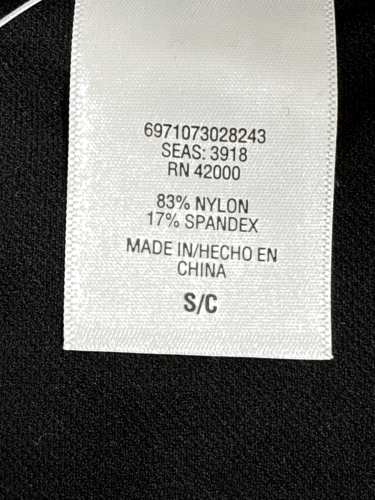 6971073028243
SEAS: 3918
RN 42000
83% NYLON
17% SPANDEX
MADE IN/HECHO EN
CHINA
S/C